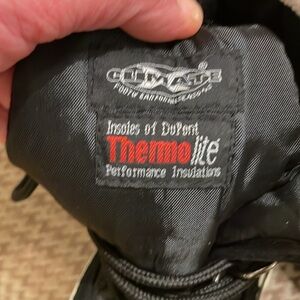 CLIMATE
Insoles of DuPont
Thermolite
Performance Insulations